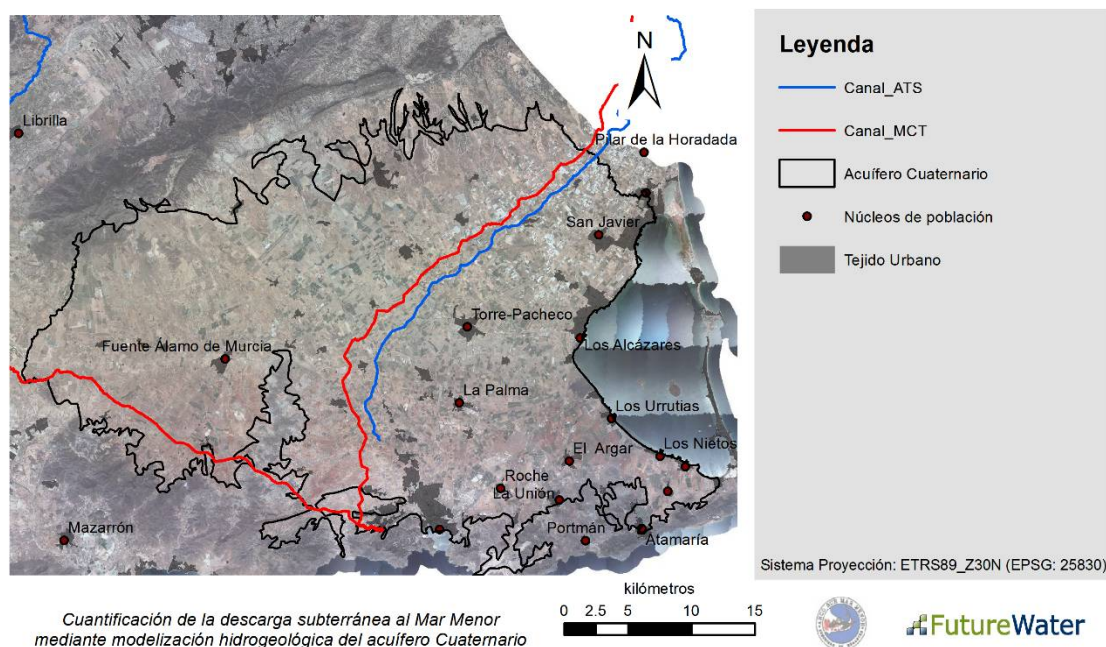 N
Librilla
Pilar de la Horadada
San Javier
Torre-Pacheco
Los Alcázares
Fuente Álamo de Murcia
La Palma
Los Urrutias
El Argar
Los Nietos
Roche
La Unión
Mazarrón
Portmán
Atamaría
Leyenda
Canal_ATS
Canal_MCT
Acuífero Cuaternario
Núcleos de población
Tejido Urbano
Sistema Proyección: ETRS89_Z30N (EPSG: 25830)
kilómetros
0 2.5 5 10 15
Cuantificación de la descarga subterránea al Mar Menor
mediante modelización hidrogeológica del acuífero Cuaternario
FutureWater